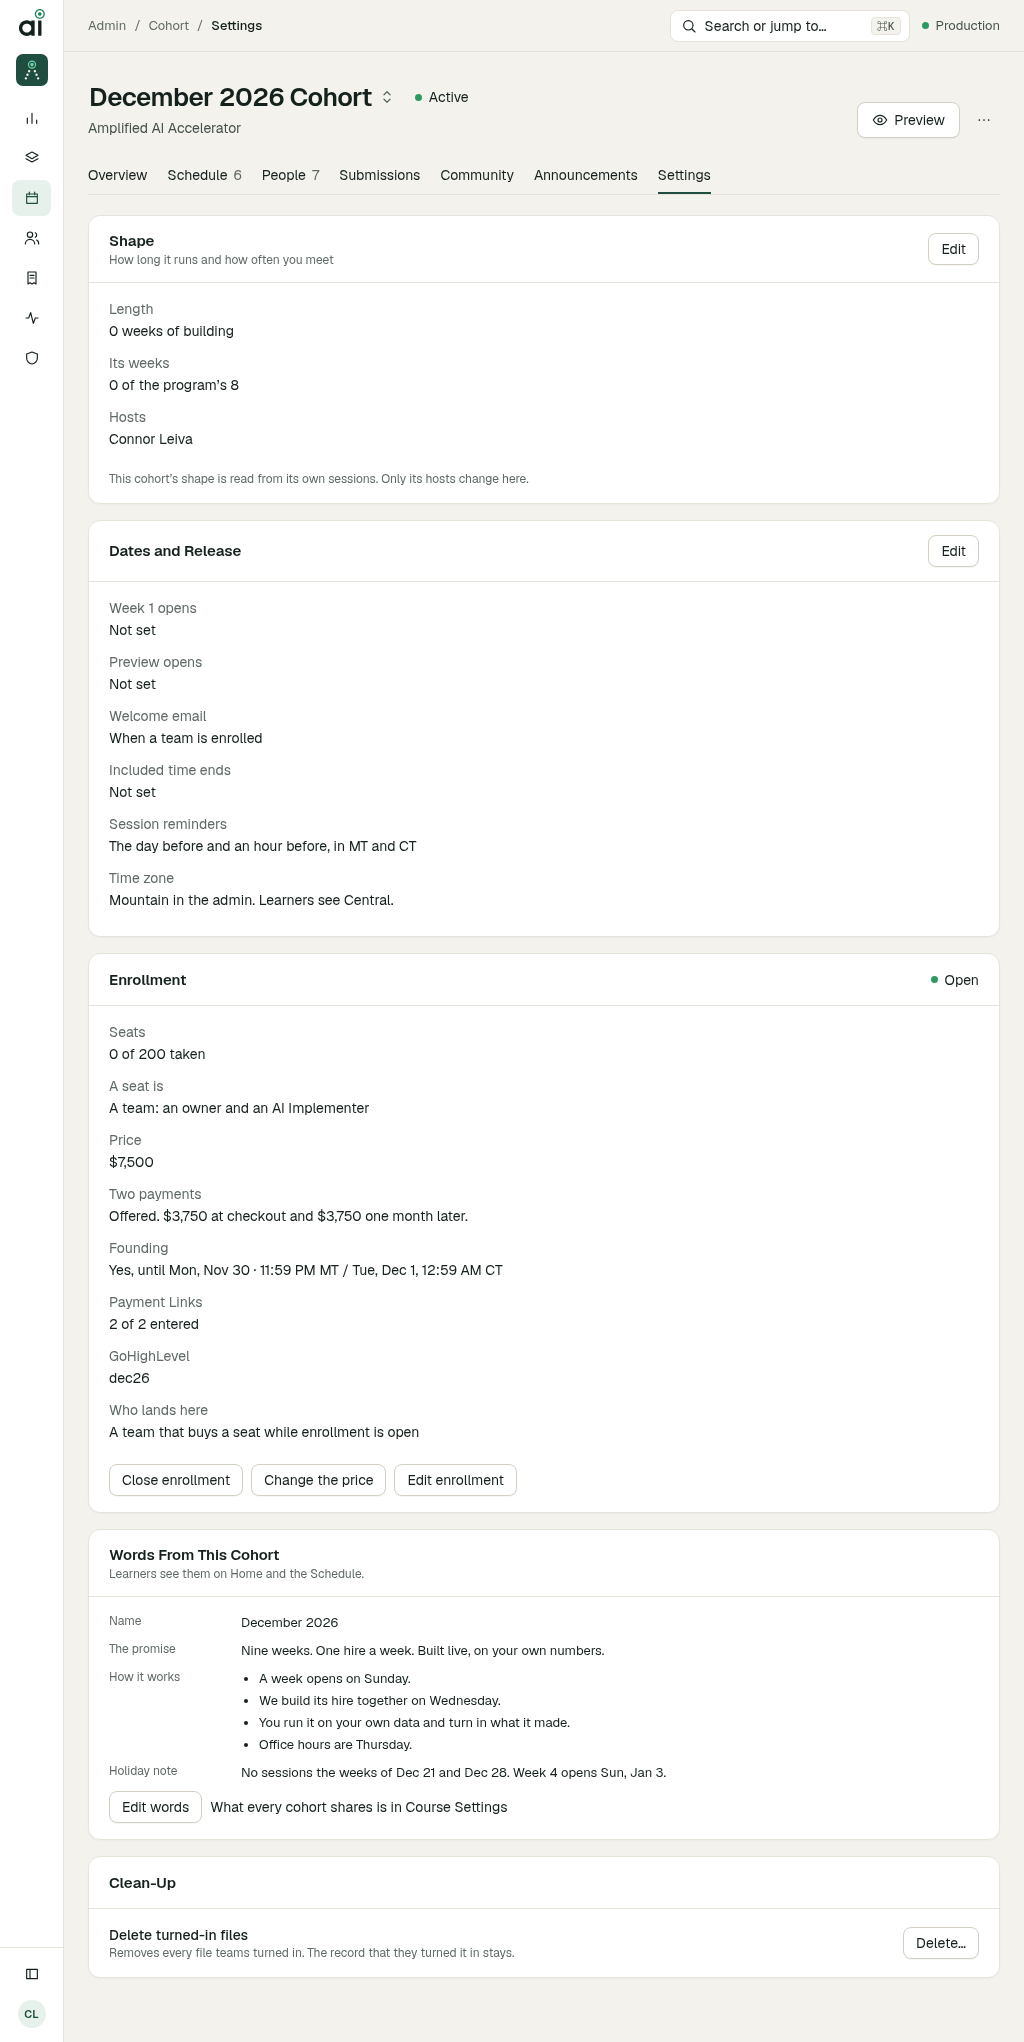 ai
Admin / Cohort / Settings
Search or jump to… ⌘K
Production
December 2026 Cohort
Active
Amplified AI Accelerator
Preview
Overview Schedule 6 People 7 Submissions Community Announcements Settings
Shape
How long it runs and how often you meet
Edit
Length
0 weeks of building
Its weeks
0 of the program's 8
Hosts
Connor Leiva
This cohort's shape is read from its own sessions. Only its hosts change here.
Dates and Release
Edit
Week 1 opens
Not set
Preview opens
Not set
Welcome email
When a team is enrolled
Included time ends
Not set
Session reminders
The day before and an hour before, in MT and CT
Time zone
Mountain in the admin. Learners see Central.
Enrollment
Open
Seats
0 of 200 taken
A seat is
A team: an owner and an AI Implementer
Price
$7,500
Two payments
Offered. $3,750 at checkout and $3,750 one month later.
Founding
Yes, until Mon, Nov 30 · 11:59 PM MT / Tue, Dec 1, 12:59 AM CT
Payment Links
2 of 2 entered
GoHighLevel
dec26
Who lands here
A team that buys a seat while enrollment is open
Close enrollment Change the price Edit enrollment
Words From This Cohort
Learners see them on Home and the Schedule.
Name December 2026
The promise Nine weeks. One hire a week. Built live, on your own numbers.
How it works • A week opens on Sunday.
• We build its hire together on Wednesday.
• You run it on your own data and turn in what it made.
• Office hours are Thursday.
Holiday note No sessions the weeks of Dec 21 and Dec 28. Week 4 opens Sun, Jan 3.
Edit words What every cohort shares is in Course Settings
Clean-Up
Delete turned-in files
Removes every file teams turned in. The record that they turned it in stays.
Delete…
CL